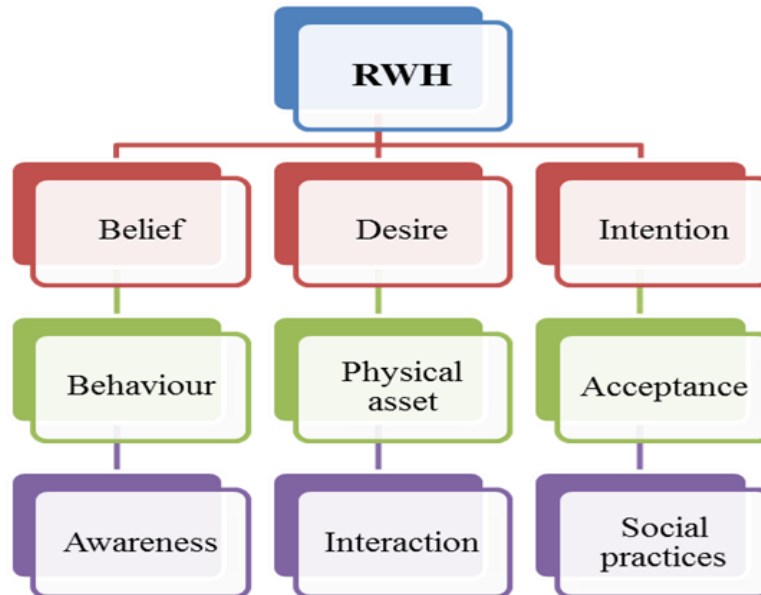 RWH
Belief
Desire
Intention
Behaviour
Physical
asset
Acceptance
Awareness
Interaction
Social
practices